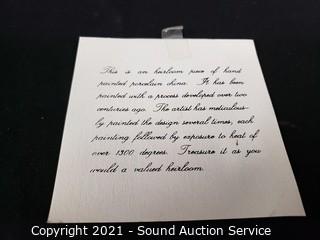 This is an heirloom piece of hand
painted porcelain china. It has been
painted with a process developed over two
centuries ago. The artist has meticulous-
ly painted the design several times, each
painting followed by exposure to heat of
over 1300 degrees. Treasure it as you
would a valued heirloom.
Copyright 2021 - Sound Auction Service